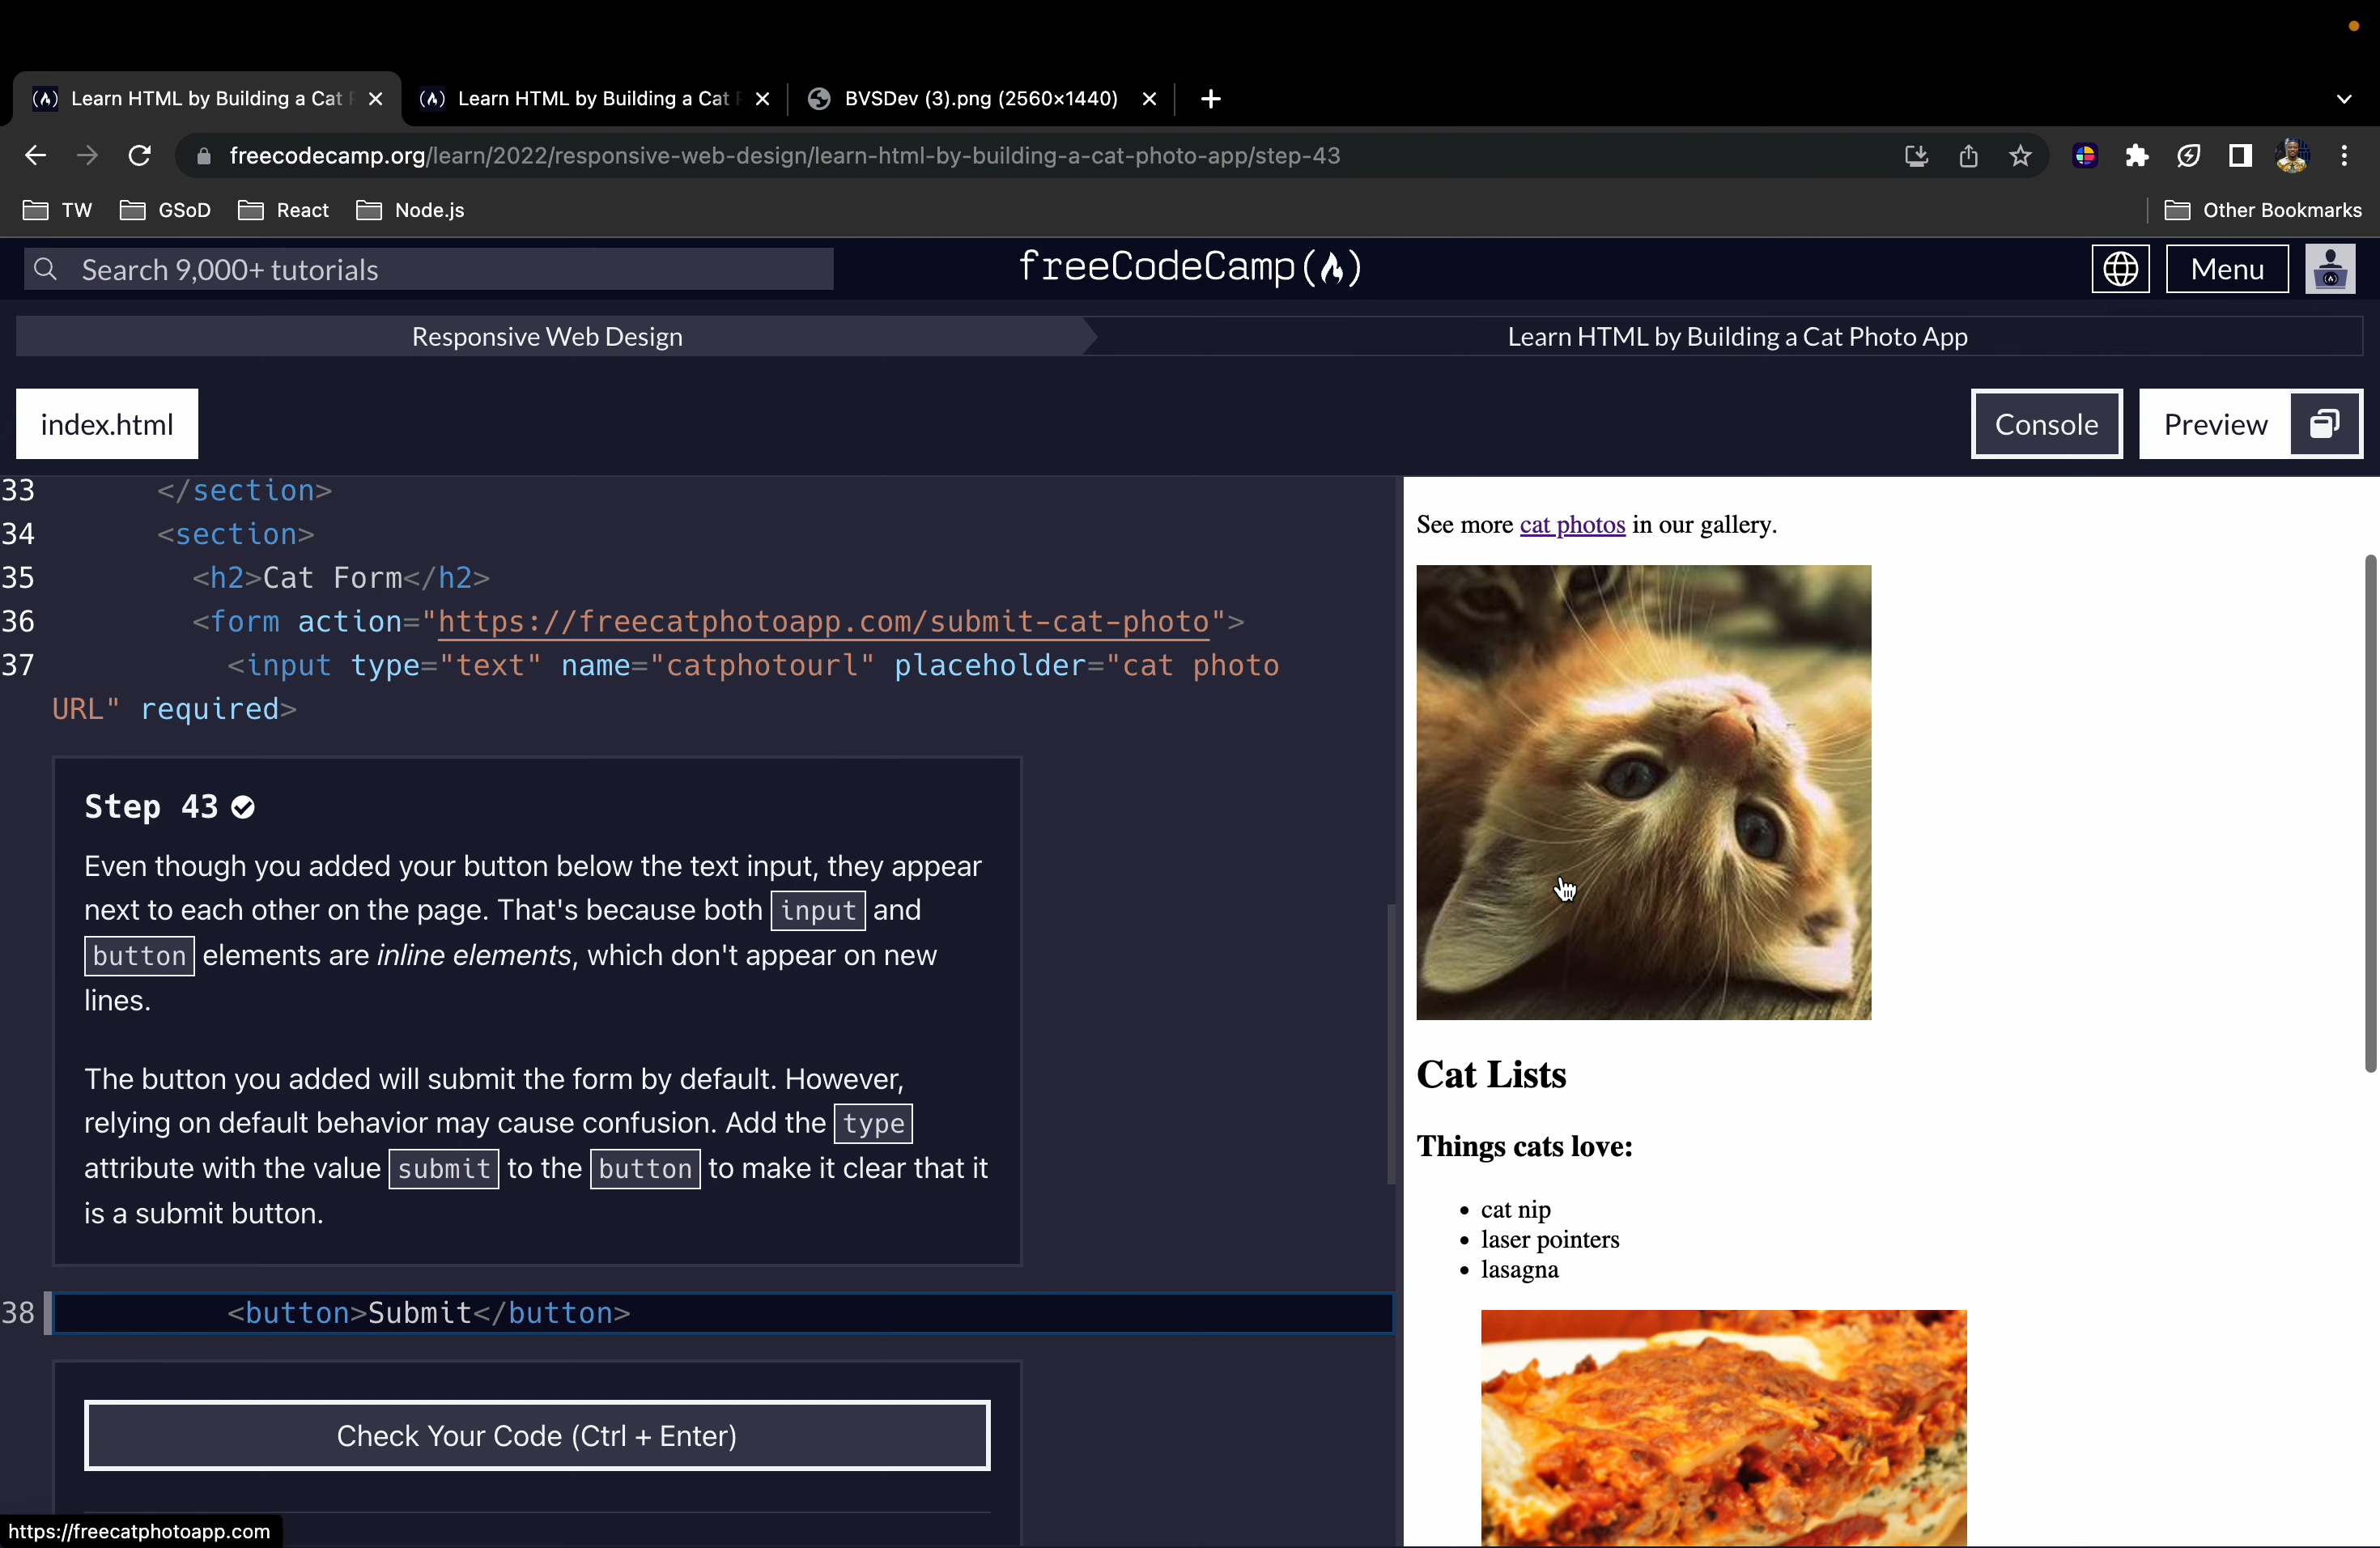 Learn HTML by Building a Cat
Learn HTML by Building a Cat
BVSDev (3).png (2560×1440)
freecodecamp.org/learn/2022/responsive-web-design/learn-html-by-building-a-cat-photo-app/step-43
TW
GSoD
React
Node.js
Other Bookmarks
Search 9,000+ tutorials
freeCodeCamp
Menu
Responsive Web Design
Learn HTML by Building a Cat Photo App
index.html
Console
Preview
33 </section>
34 <section>
35 <h2>Cat Form</h2>
36 <form action="https://freecatphotoapp.com/submit-cat-photo">
37 <input type="text" name="catphotourl" placeholder="cat photo
URL" required>
Step 43
Even though you added your button below the text input, they appear
next to each other on the page. That's because both input and
button elements are inline elements, which don't appear on new
lines.
The button you added will submit the form by default. However,
relying on default behavior may cause confusion. Add the type
attribute with the value submit to the button to make it clear that it
is a submit button.
38 <button>Submit</button>
Check Your Code (Ctrl + Enter)
https://freecatphotoapp.com
See more cat photos in our gallery.
Cat Lists
Things cats love:
• cat nip
• laser pointers
• lasagna